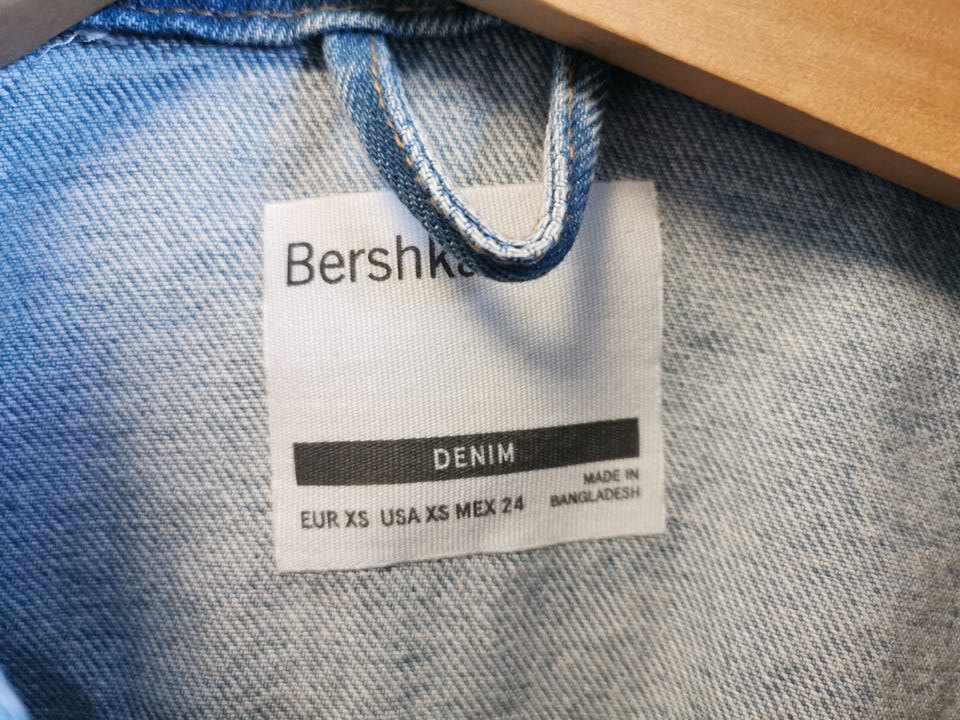 Bershka
DENIM
MADE IN
BANGLADESH
EUR XS USA XS MEX 24